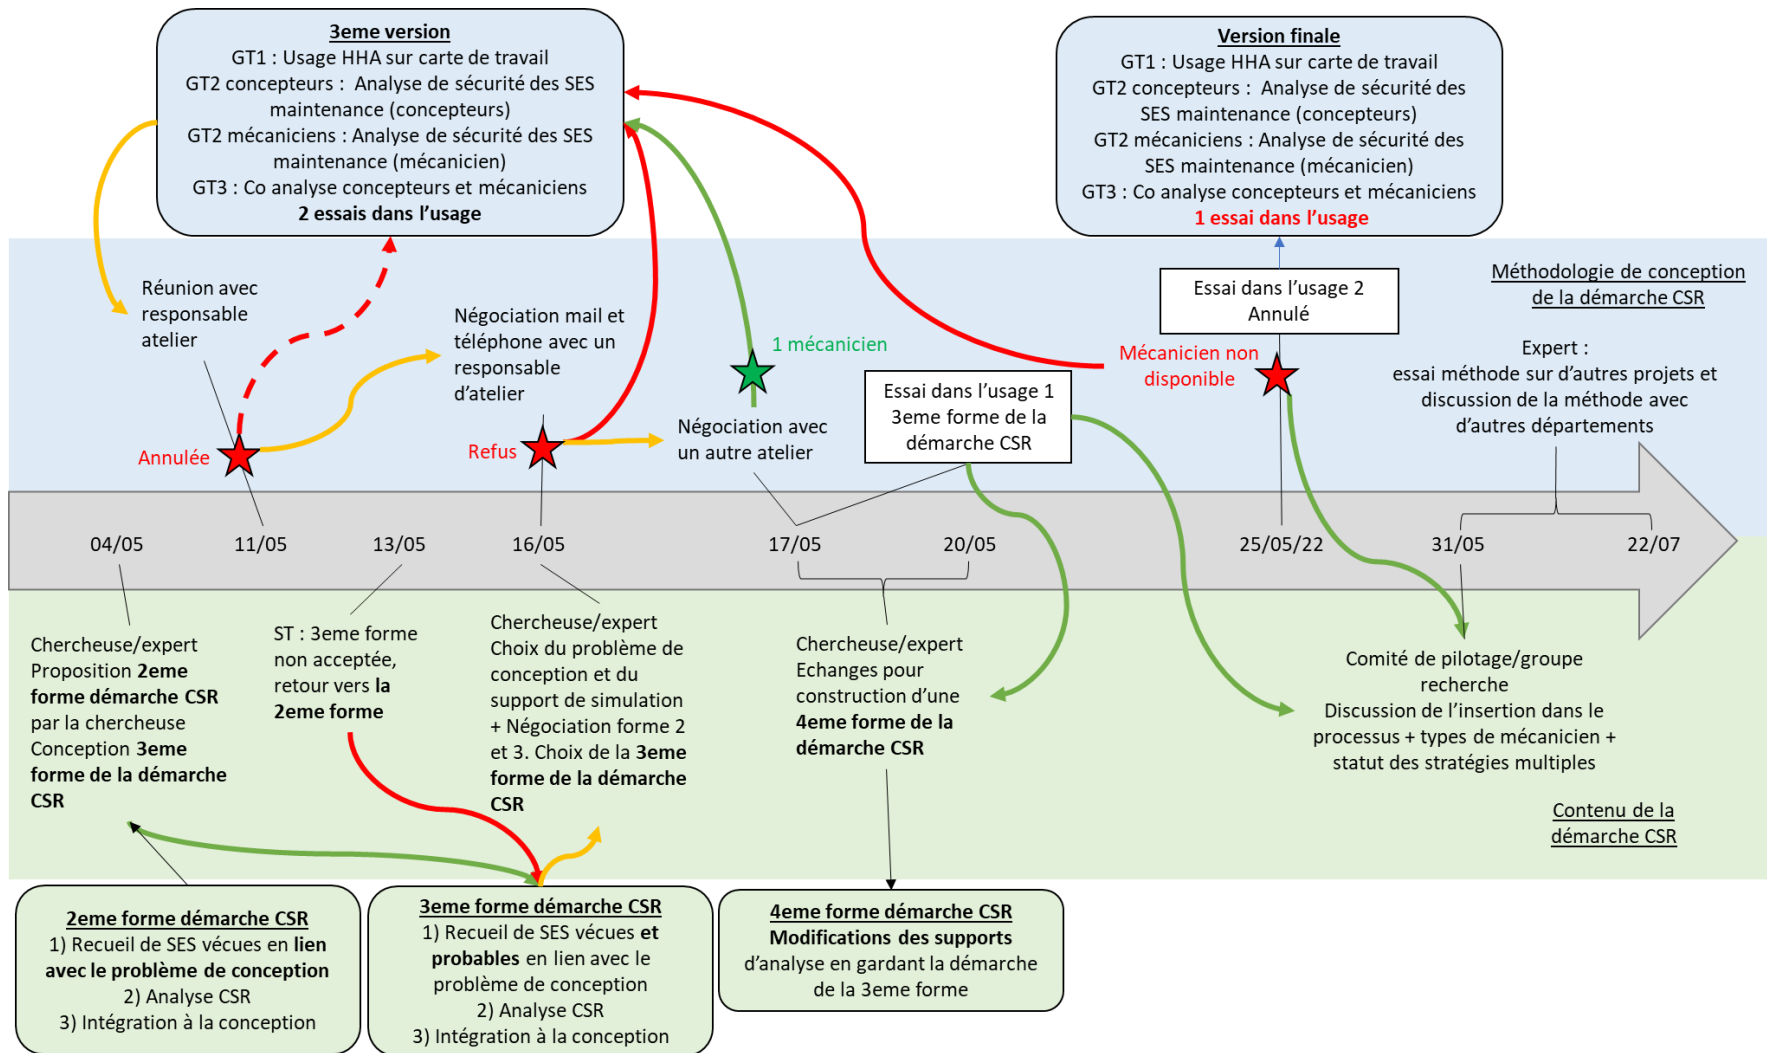 3eme version
GT1 : Usage HHA sur carte de travail
GT2 concepteurs : Analyse de sécurité des SES
maintenance (concepteurs)
GT2 mécaniciens : Analyse de sécurité des SES
maintenance (mécanicien)
GT3 : Co analyse concepteurs et mécaniciens
2 essais dans l’usage
Version finale
GT1 : Usage HHA sur carte de travail
GT2 concepteurs : Analyse de sécurité des
SES maintenance (concepteurs)
GT2 mécaniciens : Analyse de sécurité des
SES maintenance (mécanicien)
GT3 : Co analyse concepteurs et mécaniciens
1 essai dans l’usage
Réunion avec
responsable
atelier
Annulée
Négociation mail et
téléphone avec un
responsable
d’atelier
Refus
1 mécanicien
Négociation avec
un autre atelier
Essai dans l’usage 1
3eme forme de la
démarche CSR
Mécanicien non
disponible
Essai dans l’usage 2
Annulé
Méthodologie de conception
de la démarche CSR
Expert :
essai méthode sur d’autres projets et
discussion de la méthode avec
d’autres départements
04/05
11/05
13/05
16/05
17/05
20/05
25/05/22
31/05
22/07
Chercheuse/expert
Proposition 2eme
forme démarche CSR
par la chercheuse
Conception 3eme
forme de la démarche
CSR
ST : 3eme forme
non acceptée,
retour vers la
2eme forme
Chercheuse/expert
Choix du problème de
conception et du
support de simulation
+ Négociation forme 2
et 3. Choix de la 3eme
forme de la démarche
CSR
Chercheuse/expert
Echanges pour
construction d’une
4eme forme de la
démarche CSR
Comité de pilotage/groupe
recherche
Discussion de l’insertion dans le
processus + types de mécanicien +
statut des stratégies multiples
Contenu de la
démarche CSR
2eme forme démarche CSR
1) Recueil de SES vécues en lien
avec le problème de conception
2) Analyse CSR
3) Intégration à la conception
3eme forme démarche CSR
1) Recueil de SES vécues et
probables en lien avec le
problème de conception
2) Analyse CSR
3) Intégration à la conception
4eme forme démarche CSR
Modifications des supports
d’analyse en gardant la démarche
de la 3eme forme